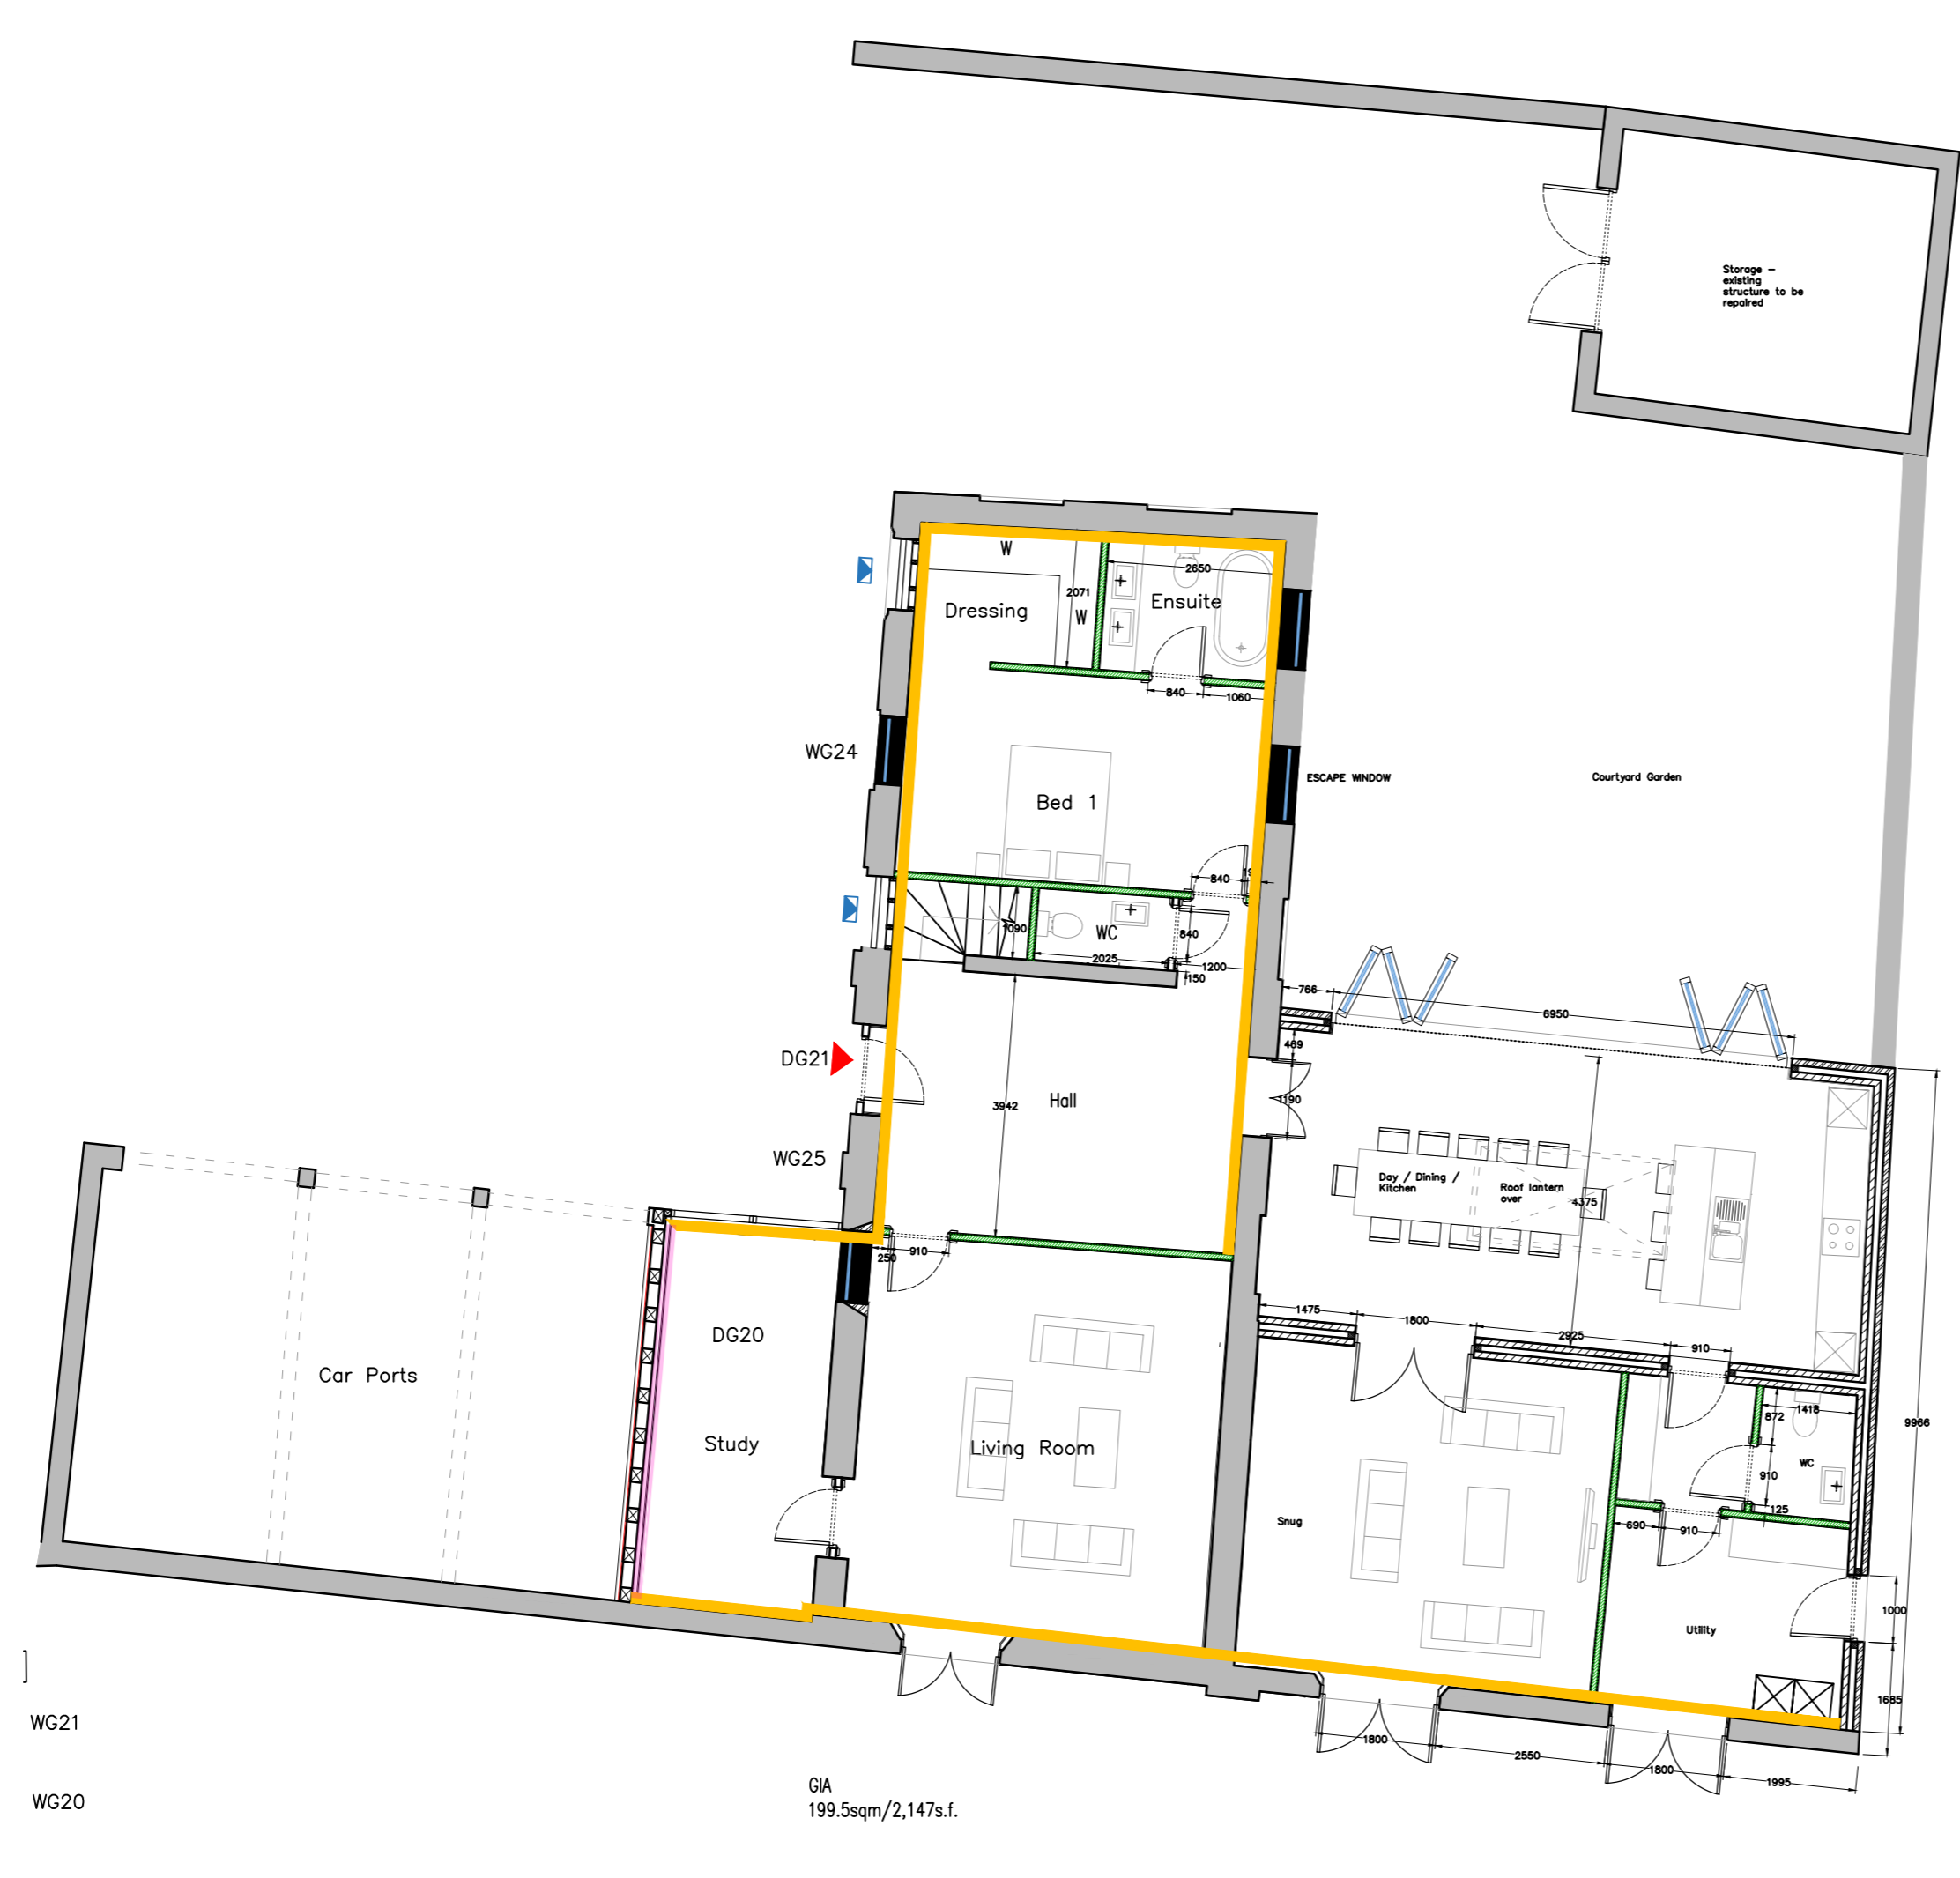 Storage –
existing
structure to be
repaired
W
2650
2071
Dressing
W
Ensuite
840
1060
WG24
ESCAPE WINDOW
Courtyard Garden
Bed 1
840
1090
WC
840
2025
1200
150
766
6950
469
DG21
3942
Hall
1190
WG25
Day / Dining /
Kitchen
Roof lantern
over
4375
250
910
1475
1800
2925
910
DG20
Car Ports
Study
Living Room
Snug
872
1418
9966
WC
910
125
690
910
1000
Utility
1685
]
WG21
1800
2550
1800
1995
GIA
199.5sqm/2,147s.f.
WG20